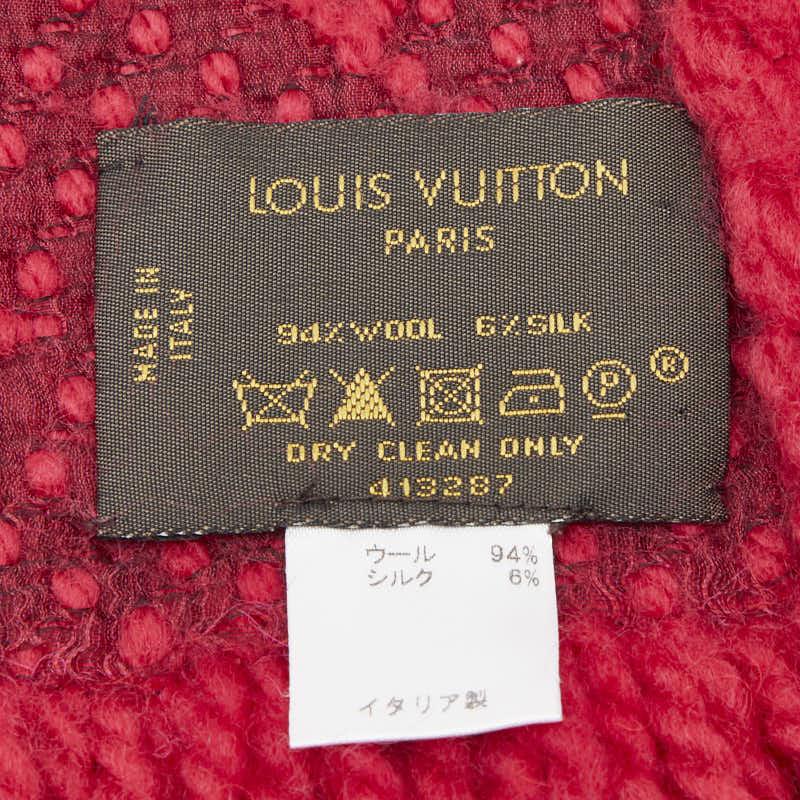 LOUIS VUITTON
PARIS
MADE IN
ITALY
94% WOOL 6% SILK
P
®
DRY CLEAN ONLY
413287
ウール 94%
シルク 6%
イタリア製